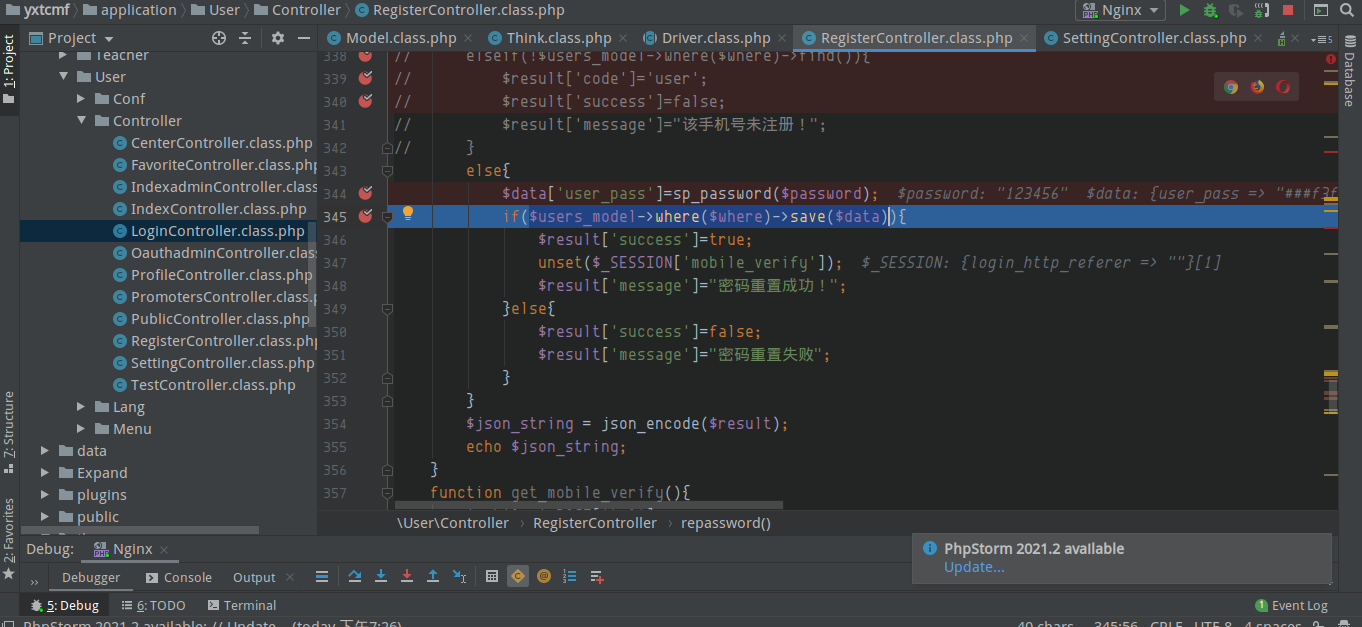 yxtcmf application User Controller RegisterController.class.php Nginx
Project Model.class.php Think.class.php Driver.class.php RegisterController.class.php SettingController.class.php
1: Project
Teacher
User
Conf
Controller
CenterController.class.php
FavoriteController.class.php
IndexadminController.class
IndexController.class.php
LoginController.class.php
OauthadminController.clas
ProfileController.class.php
PromotersController.class.p
PublicController.class.php
RegisterController.class.php
SettingController.class.php
TestController.class.php
Lang
Menu
data
Expand
plugins
public
7: Structure
2: Favorites
Database
338 // elseif(!$users_model->where($where)->find()){
339 // $result['code']='user';
340 // $result['success']=false;
341 // $result['message']="该手机号未注册！";
342 // }
343 else{
344 $data['user_pass']=sp_password($password); $password: "123456" $data: {user_pass => "###f3f
345 if($users_model->where($where)->save($data)){
346 $result['success']=true;
347 unset($_SESSION['mobile_verify']); $_SESSION: {login_http_referer => ""}[1]
348 $result['message']="密码重置成功！";
349 }else{
350 $result['success']=false;
351 $result['message']="密码重置失败";
352 }
353 }
354 $json_string = json_encode($result);
355 echo $json_string;
356 }
357 function get_mobile_verify(){
\User\Controller › RegisterController › repassword()
Debug: Nginx
PhpStorm 2021.2 available
Update...
Debugger Console Output
5: Debug 6: TODO Terminal 1 Event Log
PhpStorm 2021.2 available: // Update... (today 下午7:26) 40 chars 345:56 CRLF UTF-8 4 spaces